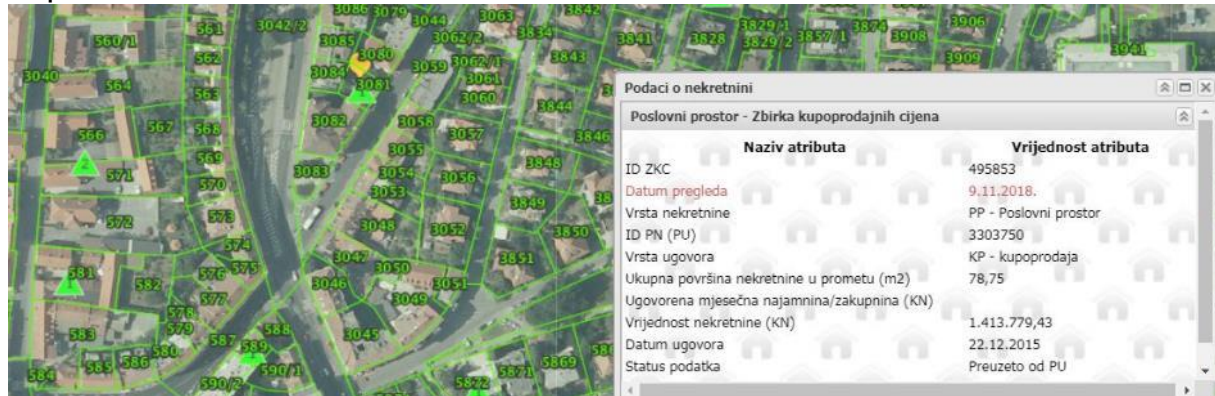 3086 3079 3044 3063 3842
560/1 561 3042/2 3085 3080 3062/2 3834 3841 3828 3829/1 3829/2 3857/1 3874 3908 3906 3909 3941
3040 562 3084 3081 3059 3062/1 3061 3843
564 563 3060 3844
566 567 568 3082 3058 3057 3846
571 569 3083 3055 3054 3056 3848
570 3053 3849
572 573 3048 3052 3850
574 3047 3050 3851
581 582 576 575 3046 3051
577 3049
578
583 579 587 588 3045
580 589
584 585 586 590/2 590/1 5872 5871 5869
Podaci o nekretnini
Poslovni prostor - Zbirka kupoprodajnih cijena
Naziv atributa Vrijednost atributa
ID ZKC 495853
Datum pregleda 9.11.2018.
Vrsta nekretnine PP - Poslovni prostor
ID PN (PU) 3303750
Vrsta ugovora KP - kupoprodaja
Ukupna površina nekretnine u prometu (m2) 78,75
Ugovorena mjesečna najamnina/zakupnina (KN)
Vrijednost nekretnine (KN) 1.413.779,43
Datum ugovora 22.12.2015
Status podatka Preuzeto od PU